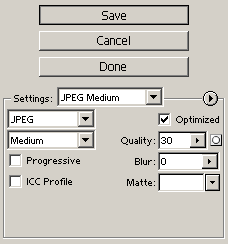 Save
Cancel
Done
Settings: JPEG Medium
JPEG Optimized
Medium Quality: 30
Progressive Blur: 0
ICC Profile Matte: